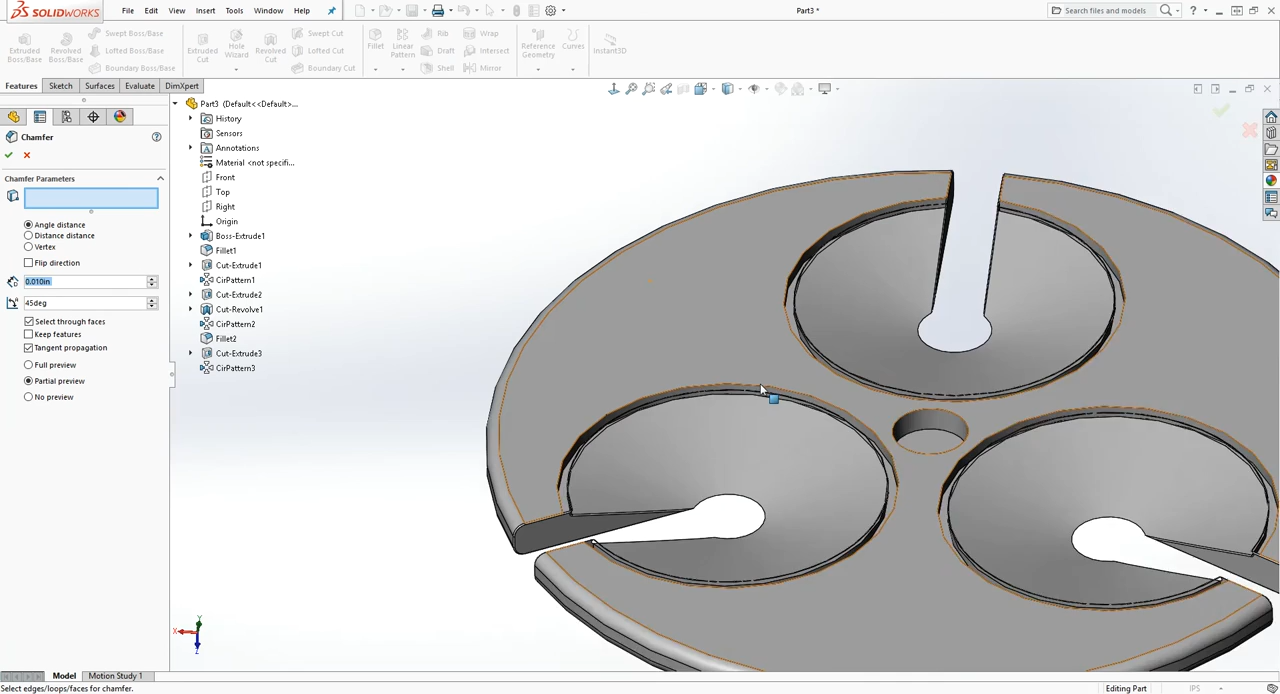 SOLIDWORKS
File Edit View Insert Tools Window Help
Part3 *
Search files and models
Extruded Boss/Base
Revolved Boss/Base
Swept Boss/Base
Lofted Boss/Base
Boundary Boss/Base
Extruded Cut
Hole Wizard
Revolved Cut
Swept Cut
Lofted Cut
Boundary Cut
Fillet
Linear Pattern
Rib
Draft
Shell
Wrap
Intersect
Mirror
Reference Geometry
Curves
Instant3D
Features Sketch Surfaces Evaluate DimXpert
Chamfer
Chamfer Parameters
Angle distance
Distance distance
Vertex
Flip direction
0.010in
45deg
Select through faces
Keep features
Tangent propagation
Full preview
Partial preview
No preview
Part3 (Default<<Default>...
History
Sensors
Annotations
Material <not specifi...
Front
Top
Right
Origin
Boss-Extrude1
Fillet1
Cut-Extrude1
CirPattern1
Cut-Extrude2
Cut-Revolve1
CirPattern2
Fillet2
Cut-Extrude3
CirPattern3
X Y Z
Model Motion Study 1
Select edges/loops/faces for chamfer.
Editing Part
IPS